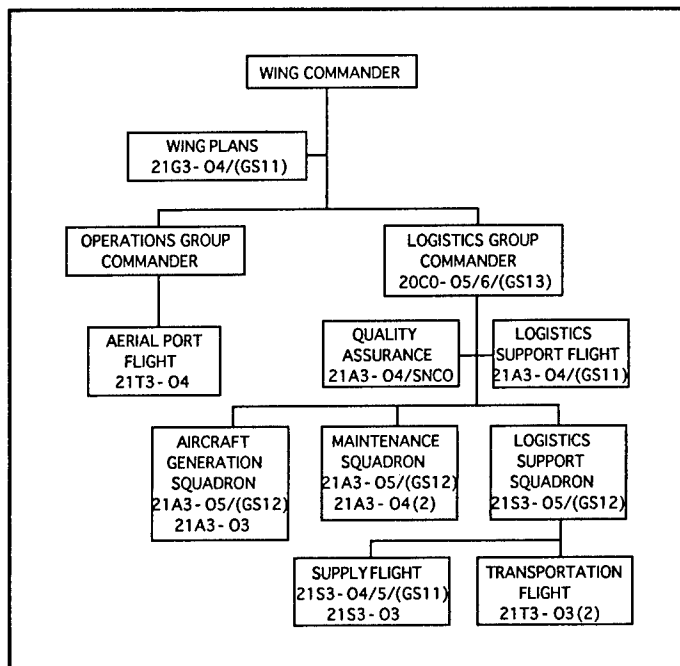 WING COMMANDER
WING PLANS
21G3- O4/(GS11)
OPERATIONS GROUP
COMMANDER
LOGISTICS GROUP
COMMANDER
20C0- O5/6/(GS13)
AERIAL PORT
FLIGHT
21T3- O4
QUALITY
ASSURANCE
21A3- O4/SNCO
LOGISTICS
SUPPORT FLIGHT
21A3- O4/(GS11)
AIRCRAFT
GENERATION
SQUADRON
21A3- O5/(GS12)
21A3- O3
MAINTENANCE
SQUADRON
21A3- O5/(GS12)
21A3- O4(2)
LOGISTICS
SUPPORT
SQUADRON
21S3- O5/(GS12)
SUPPLY FLIGHT
21S3- O4/5/(GS11)
21S3- O3
TRANSPORTATION
FLIGHT
21T3- O3(2)